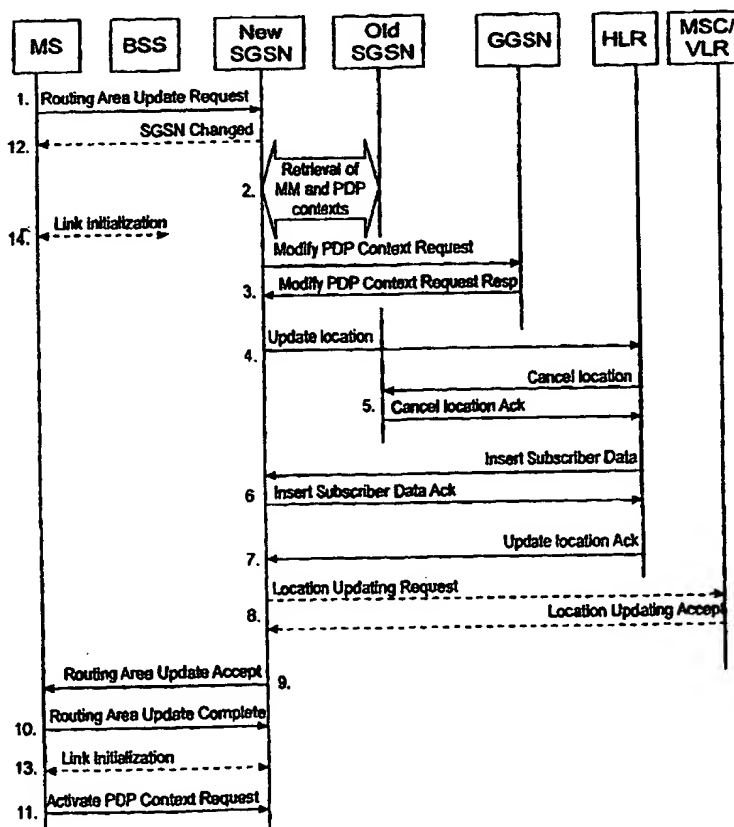 MS
BSS
New
SGSN
Old
SGSN
GGSN
HLR
MSC/
VLR
1. Routing Area Update Request
12. SGSN Changed
2. Retrieval of
MM and PDP
contexts
14. Link Initialization
Modify PDP Context Request
3. Modify PDP Context Request Resp
4. Update location
Cancel location
5. Cancel location Ack
Insert Subscriber Data
6 Insert Subscriber Data Ack
7. Update location Ack
Location Updating Request
8. Location Updating Accept
Routing Area Update Accept 9.
10. Routing Area Update Complete
13. Link Initialization
11. Activate PDP Context Request